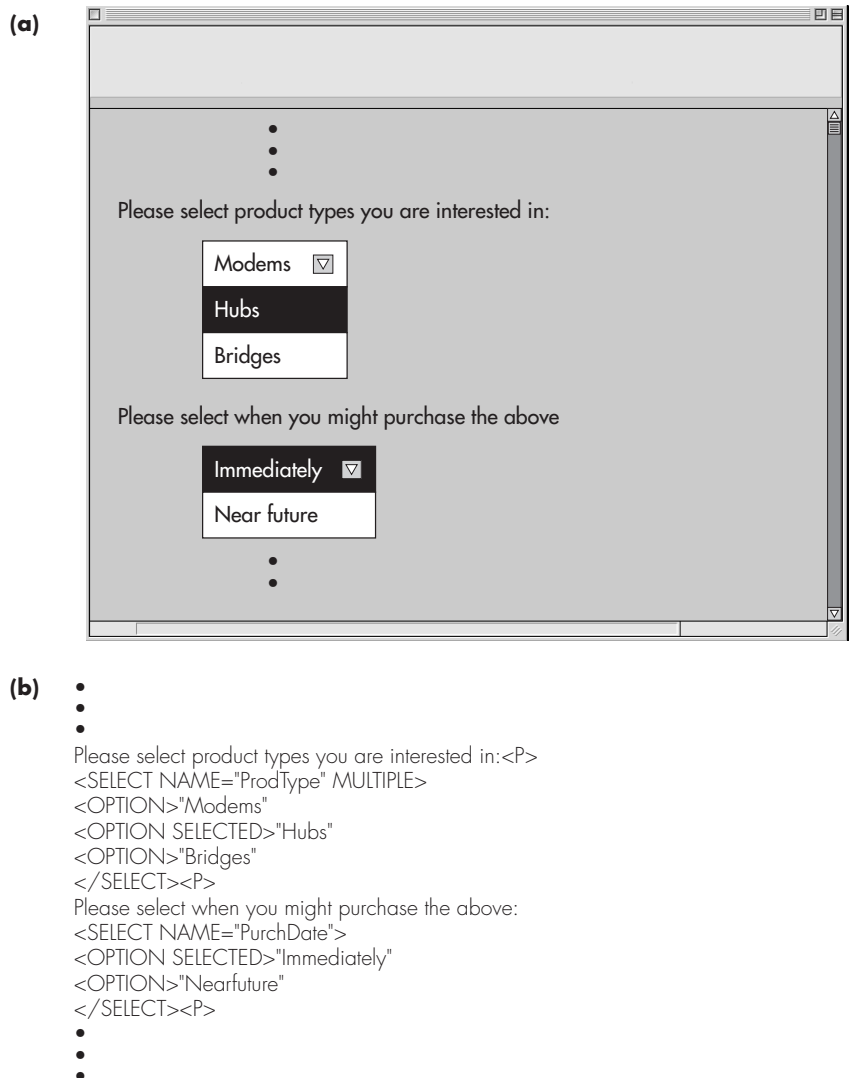 (a)
Please select product types you are interested in:
Modems
Hubs
Bridges
Please select when you might purchase the above
Immediately
Near future
(b)
Please select product types you are interested in:<P>
<SELECT NAME="ProdType" MULTIPLE>
<OPTION>"Modems"
<OPTION SELECTED>"Hubs"
<OPTION>"Bridges"
</SELECT><P>
Please select when you might purchase the above:
<SELECT NAME="PurchDate">
<OPTION SELECTED>"Immediately"
<OPTION>"Nearfuture"
</SELECT><P>